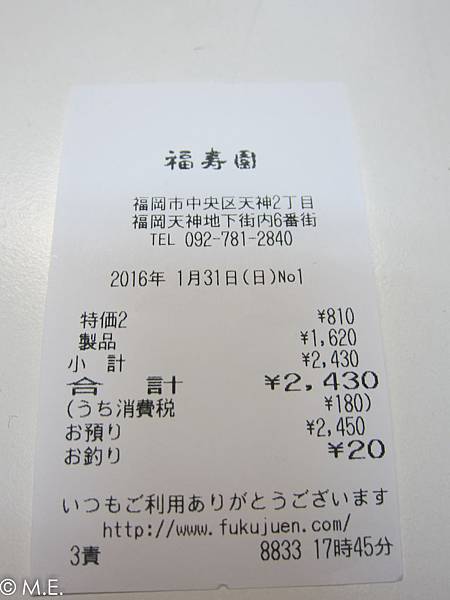 福寿園
福岡市中央区天神2丁目
福岡天神地下街内6番街
TEL 092-781-2840
2016年 1月31日(日)No1
特価2 ¥810
製品 ¥1,620
小 計 ¥2,430
合 計 ¥2,430
(うち消費税 ¥180)
お預り ¥2,450
お釣り ¥20
いつもご利用ありがとうございます
http://www.fukujuen.com/
3責 8833 17時45分
© M.E.